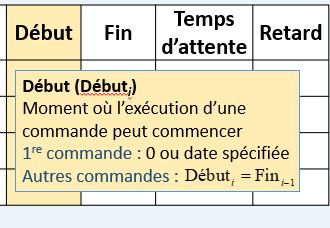 Début Fin Temps d'attente Retard
Début (Débutᵢ)
Moment où l'exécution d'une
commande peut commencer
1ʳᵉ commande : 0 ou date spécifiée
Autres commandes : Débutᵢ = Finᵢ₋₁